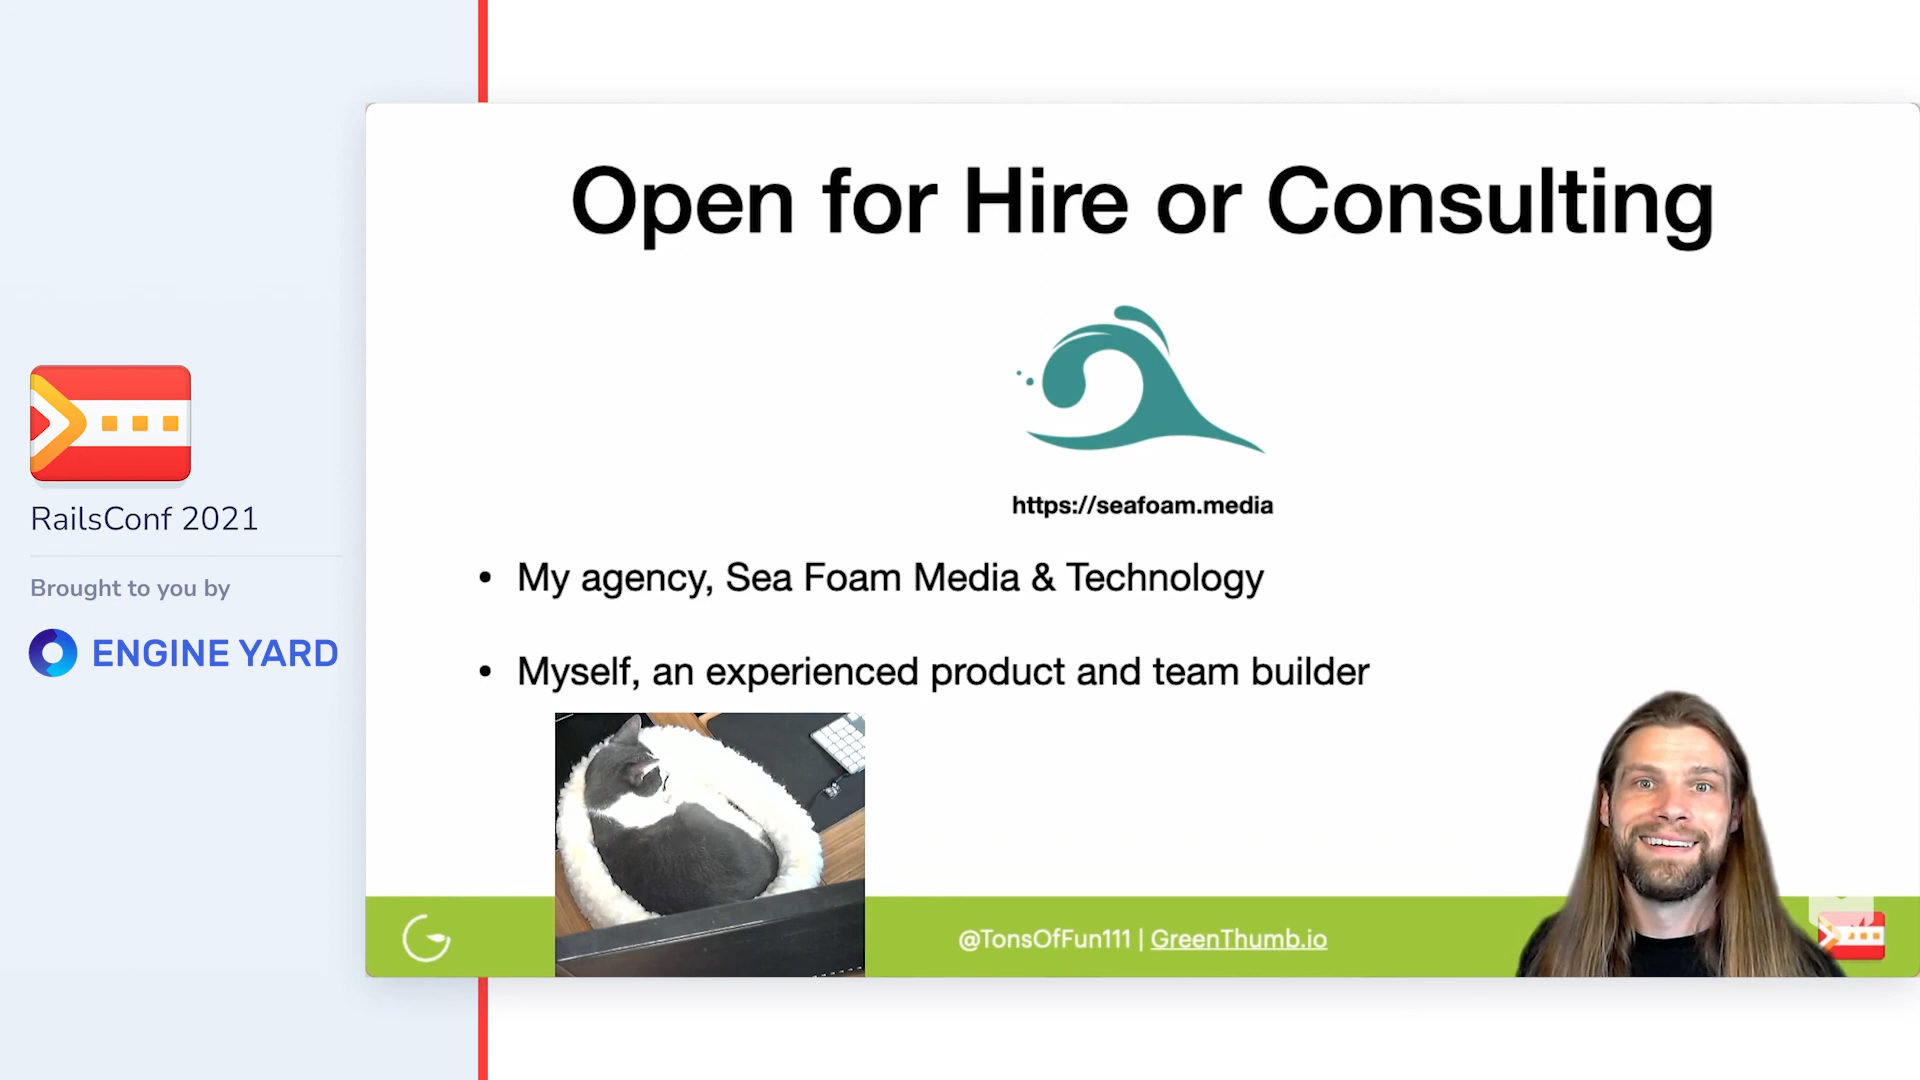 RailsConf 2021
Brought to you by
ENGINE YARD
Open for Hire or Consulting
https://seafoam.media
• My agency, Sea Foam Media & Technology
• Myself, an experienced product and team builder
@TonsOfFun111 | GreenThumb.io